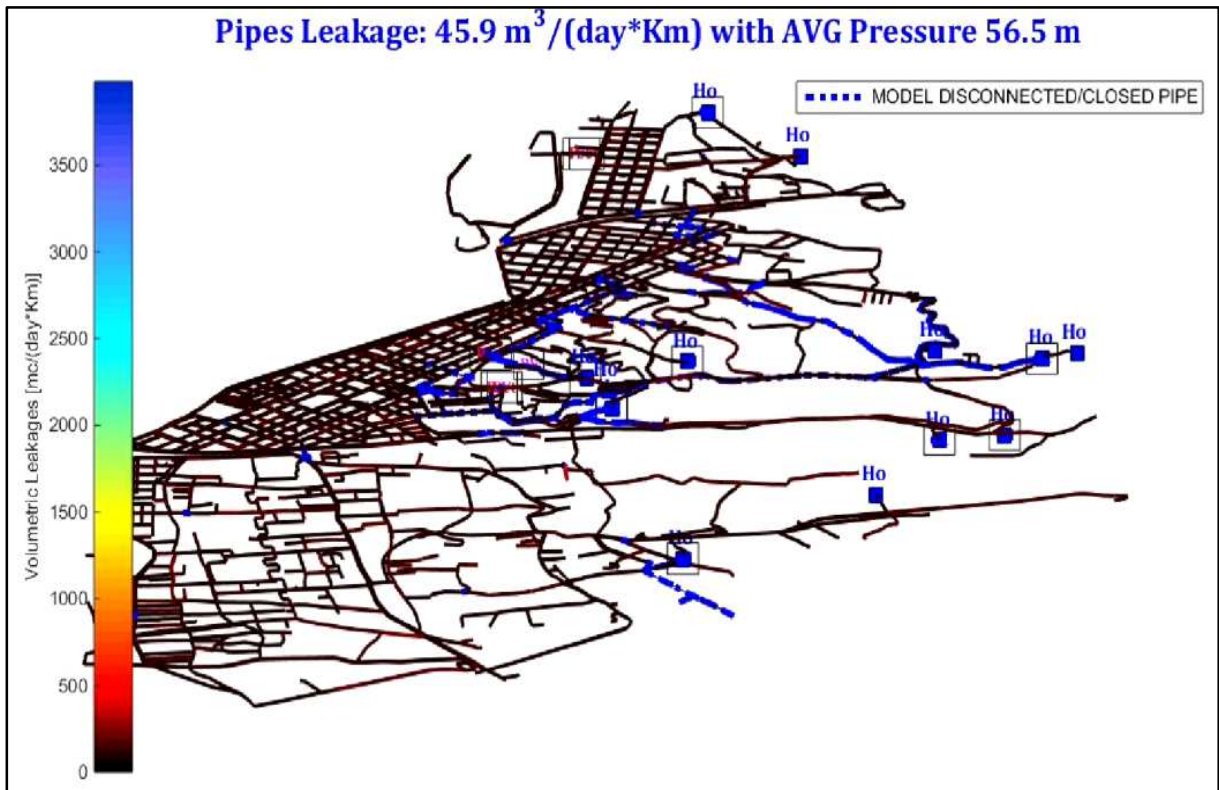 Pipes Leakage: 45.9 m³/(day*Km) with AVG Pressure 56.5 m
MODEL DISCONNECTED/CLOSED PIPE
Volumetric Leakages [mc/(day*Km)]
3500
3000
2500
2000
1500
1000
500
0
Ho
Ho
Ho
Ho
Ho
Ho
Ho
Ho
Ho
Ho
Ho
Ho